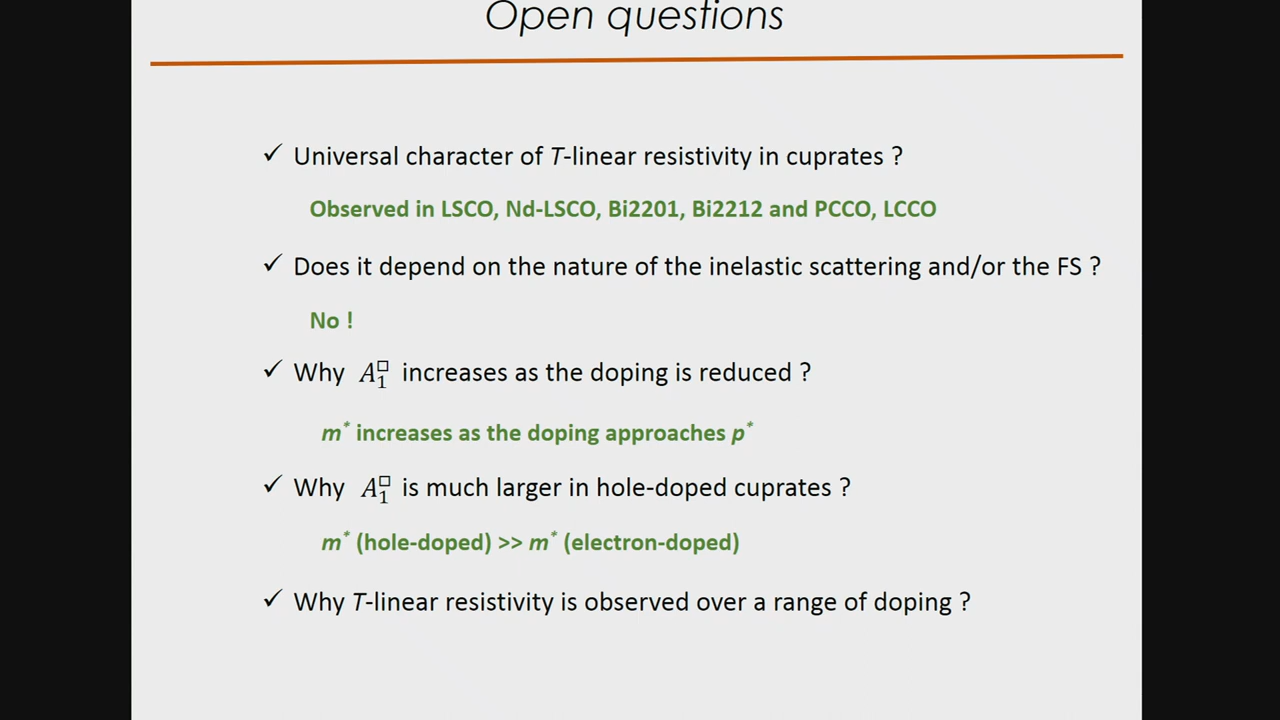 Open questions
✓ Universal character of T-linear resistivity in cuprates ?
Observed in LSCO, Nd-LSCO, Bi2201, Bi2212 and PCCO, LCCO
✓ Does it depend on the nature of the inelastic scattering and/or the FS ?
No !
✓ Why A₁□ increases as the doping is reduced ?
m* increases as the doping approaches p*
✓ Why A₁□ is much larger in hole-doped cuprates ?
m* (hole-doped) >> m* (electron-doped)
✓ Why T-linear resistivity is observed over a range of doping ?